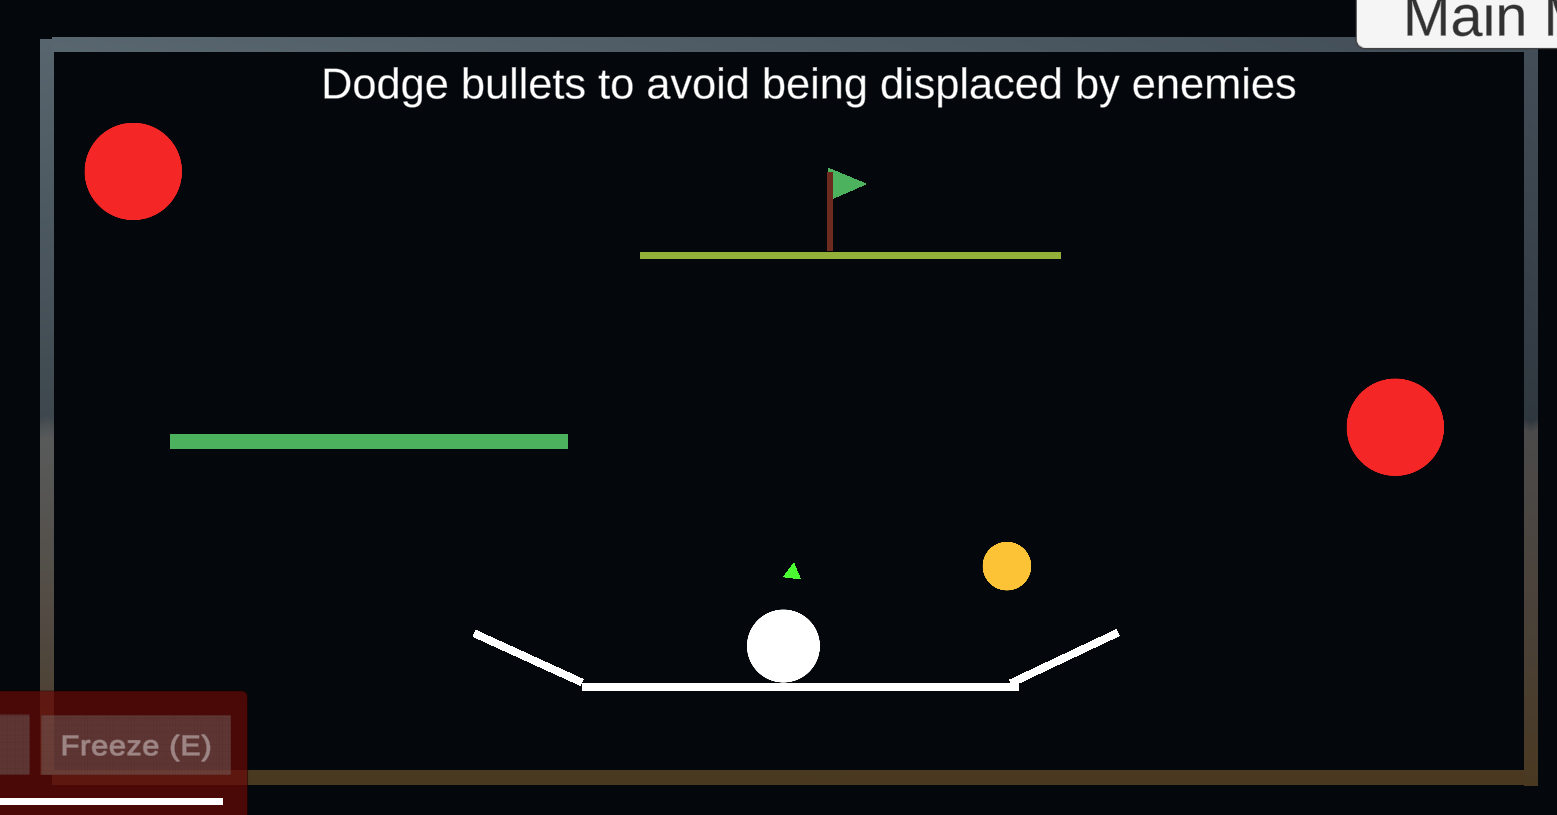 Main
Dodge bullets to avoid being displaced by enemies
Freeze (E)